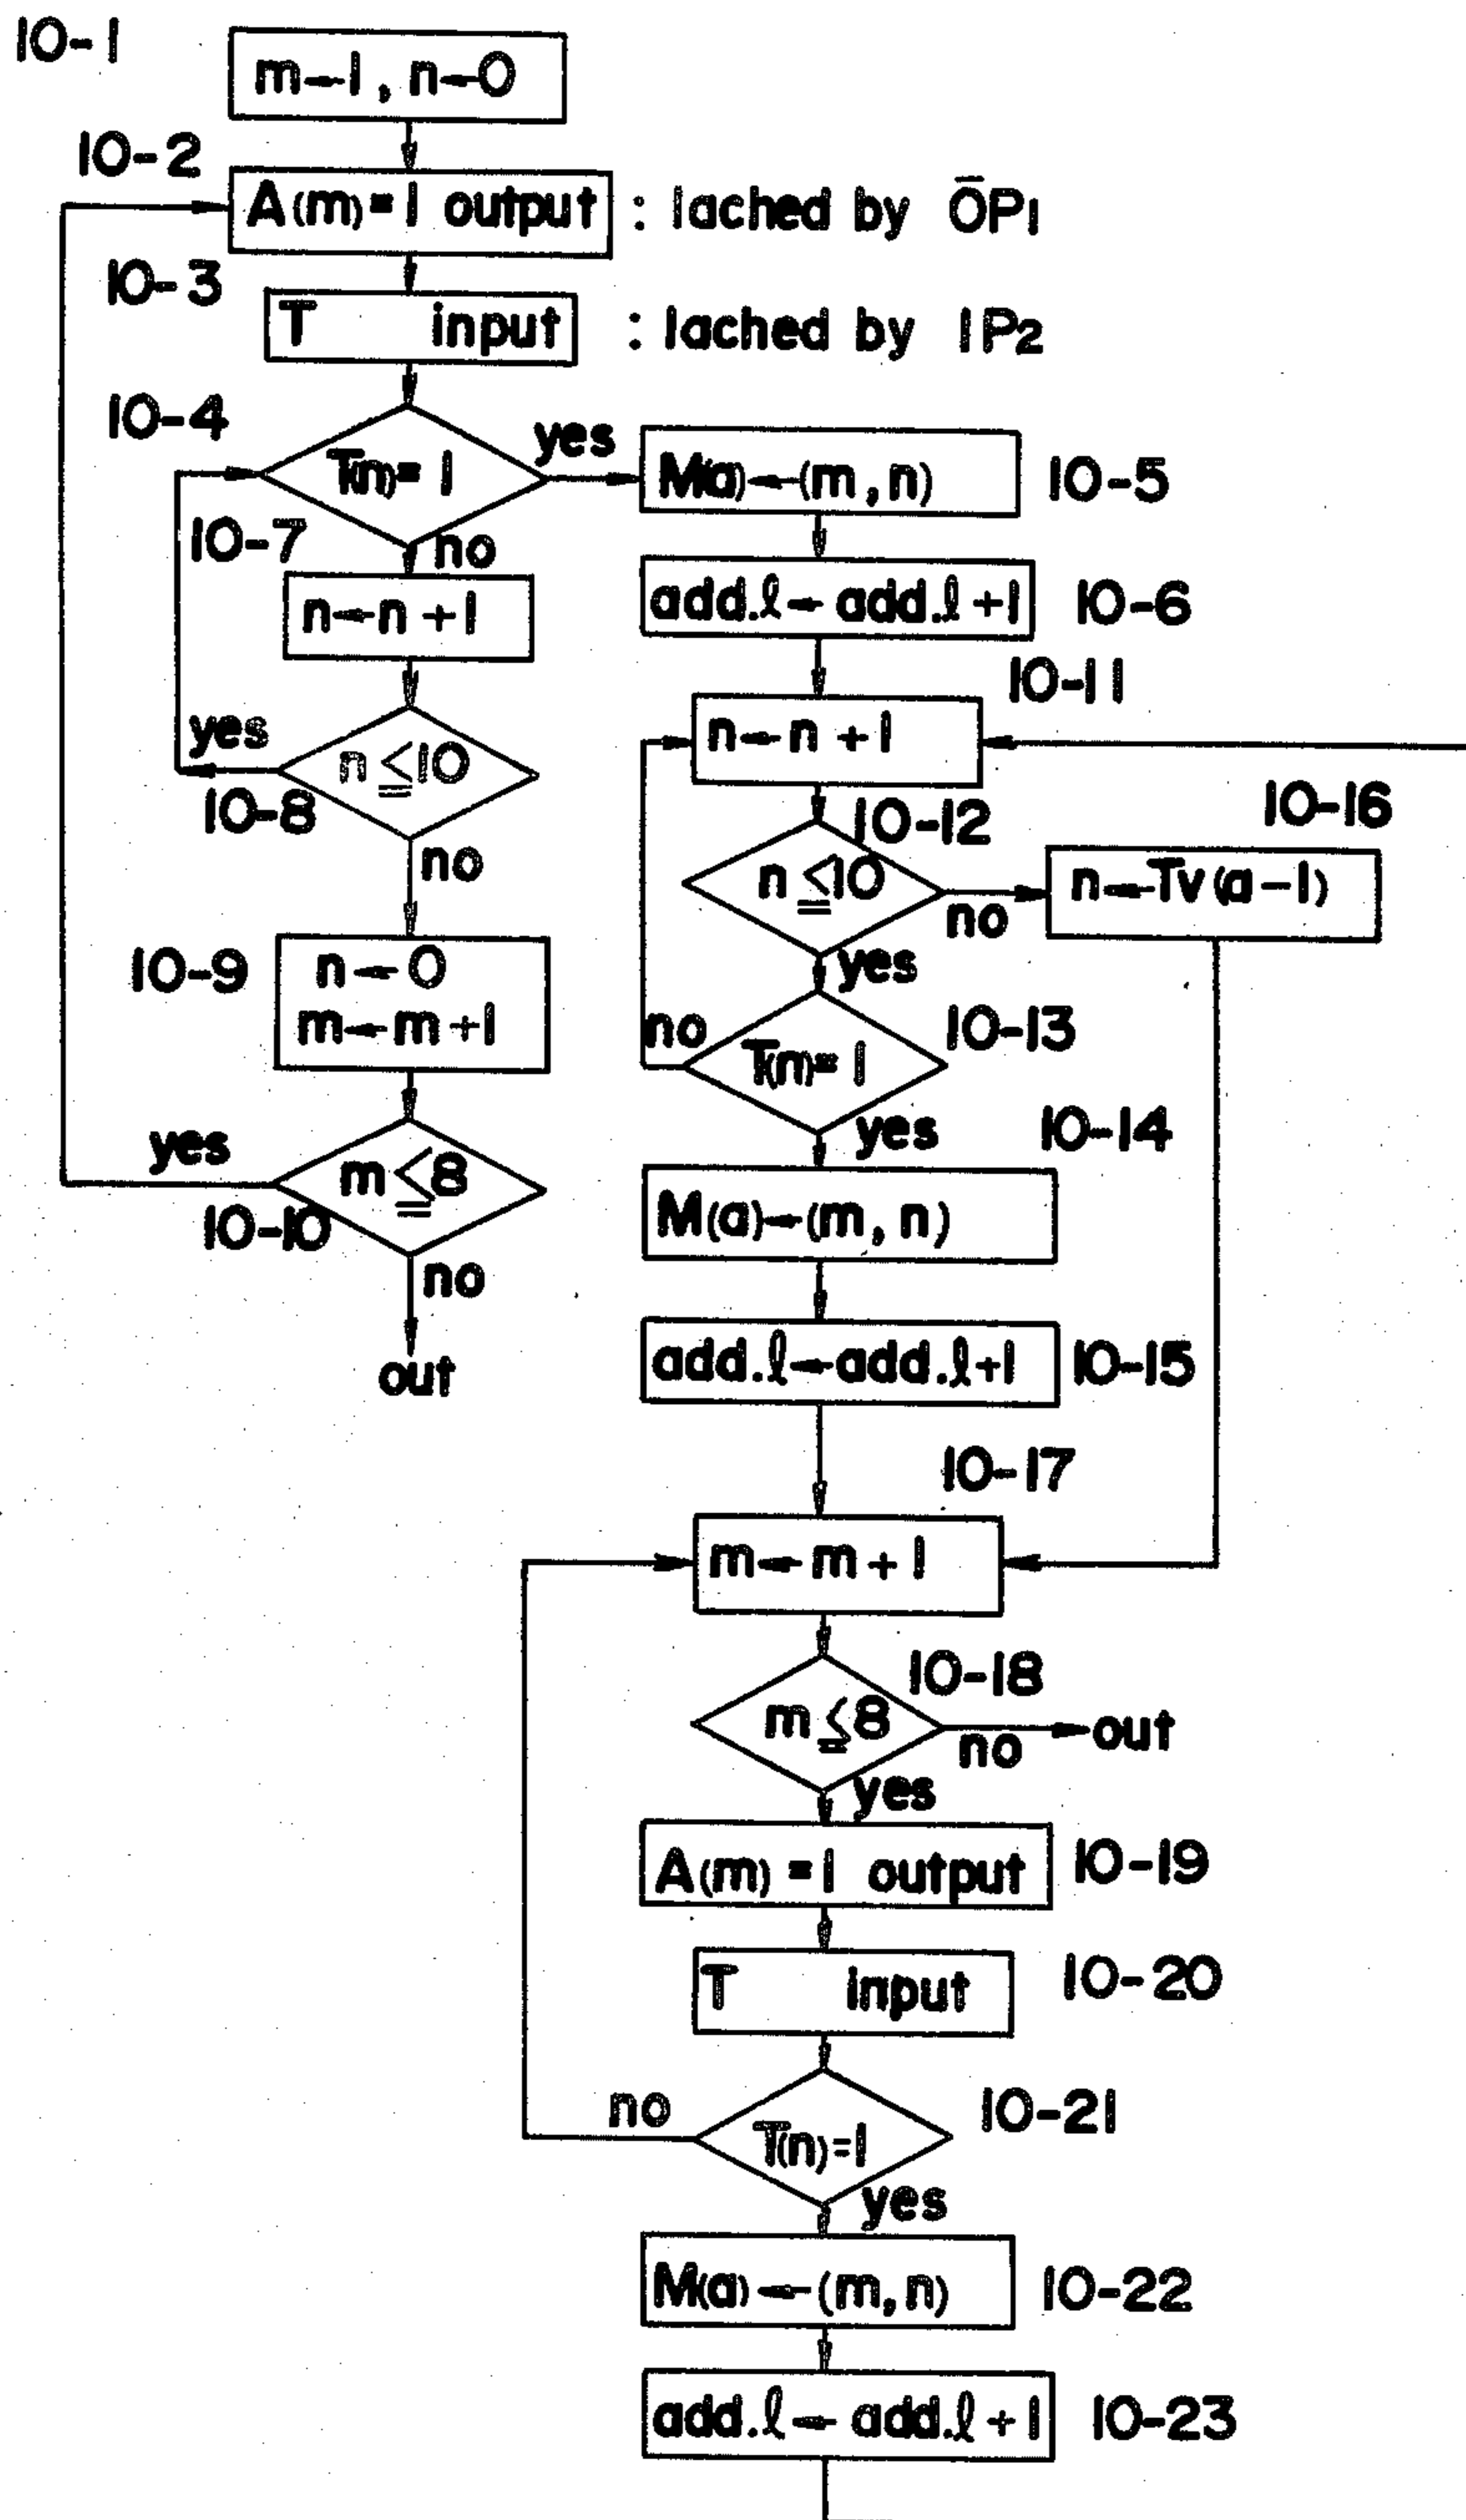 10-1
m←1, n←0
10-2
A(m)=1 output : lached by ŌP1
10-3
T input : lached by IP2
10-4
T(n)=1
yes
M(a)←(m,n)
10-5
10-7
no
n←n+1
add.ℓ←add.ℓ+1
10-6
10-11
n←n+1
yes
n≦10
10-8
no
10-12
n≦10
no
10-16
n←Tv(a-1)
yes
10-9
n←0
m←m+1
no
T(m)=1
10-13
yes
10-14
yes
m≦8
10-10
no
out
M(a)←(m,n)
add.ℓ←add.ℓ+1
10-15
10-17
m←m+1
10-18
m≦8
no
out
yes
A(m)=1 output
10-19
T input
10-20
no
T(n)=1
10-21
yes
M(a)←(m,n)
10-22
add.ℓ←add.ℓ+1
10-23